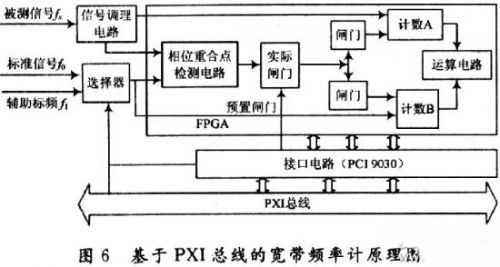 被测信号fx
信号调理
电路
标准信号f0
辅助标频f1
选择器
相位重合点
检测电路
实际
闸门
闸门
闸门
计数A
计数B
运算电路
预置闸门
FPGA
接口电路(PCI 9030)
PXI总线
图 6 基于 PXI 总线的宽带频率计原理图